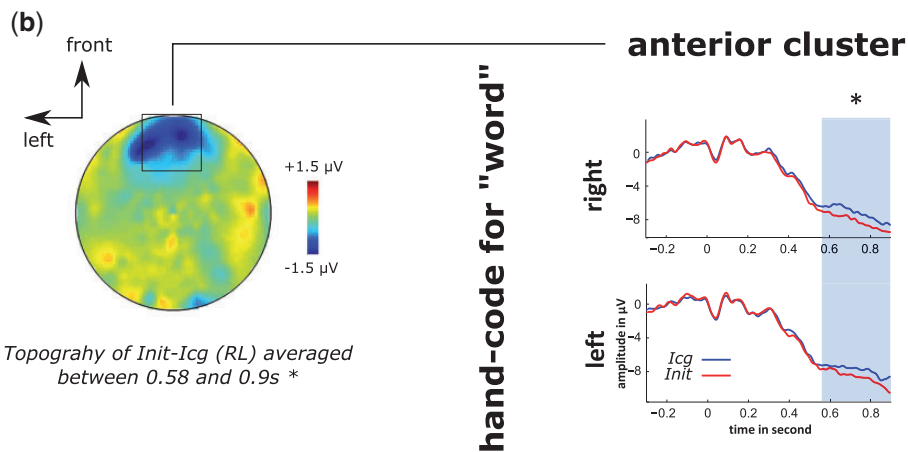 (b)
front
left
+1.5 μV
-1.5 μV
Topograhy of Init-Icg (RL) averaged
between 0.58 and 0.9s *
hand-code for "word"
anterior cluster
*
right
0
−4
−8
−0.2 0 0.2 0.4 0.6 0.8
left
amplitude in μV
0
−4
−8
Icg
Init
−0.2 0 0.2 0.4 0.6 0.8
time in second